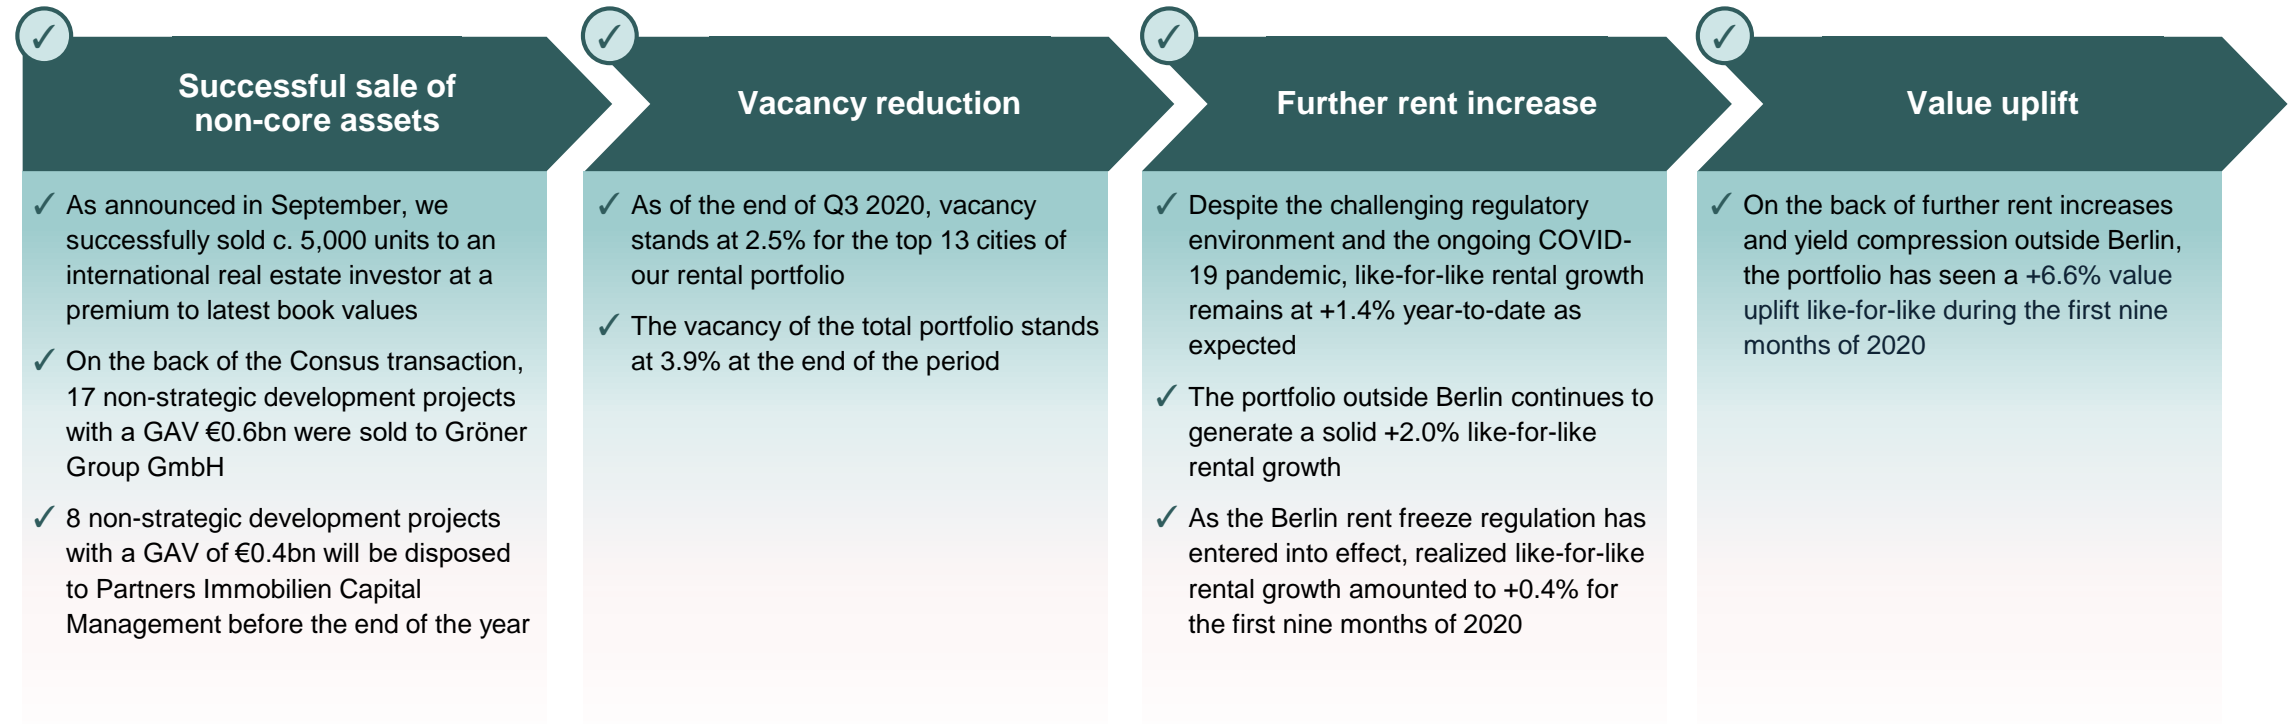 Successful sale of
non-core assets
✓ As announced in September, we
successfully sold c. 5,000 units to an
international real estate investor at a
premium to latest book values
✓ On the back of the Consus transaction,
17 non-strategic development projects
with a GAV €0.6bn were sold to Gröner
Group GmbH
✓ 8 non-strategic development projects
with a GAV of €0.4bn will be disposed
to Partners Immobilien Capital
Management before the end of the year
Vacancy reduction
✓ As of the end of Q3 2020, vacancy
stands at 2.5% for the top 13 cities of
our rental portfolio
✓ The vacancy of the total portfolio stands
at 3.9% at the end of the period
Further rent increase
✓ Despite the challenging regulatory
environment and the ongoing COVID-
19 pandemic, like-for-like rental growth
remains at +1.4% year-to-date as
expected
✓ The portfolio outside Berlin continues to
generate a solid +2.0% like-for-like
rental growth
✓ As the Berlin rent freeze regulation has
entered into effect, realized like-for-like
rental growth amounted to +0.4% for
the first nine months of 2020
Value uplift
✓ On the back of further rent increases
and yield compression outside Berlin,
the portfolio has seen a +6.6% value
uplift like-for-like during the first nine
months of 2020